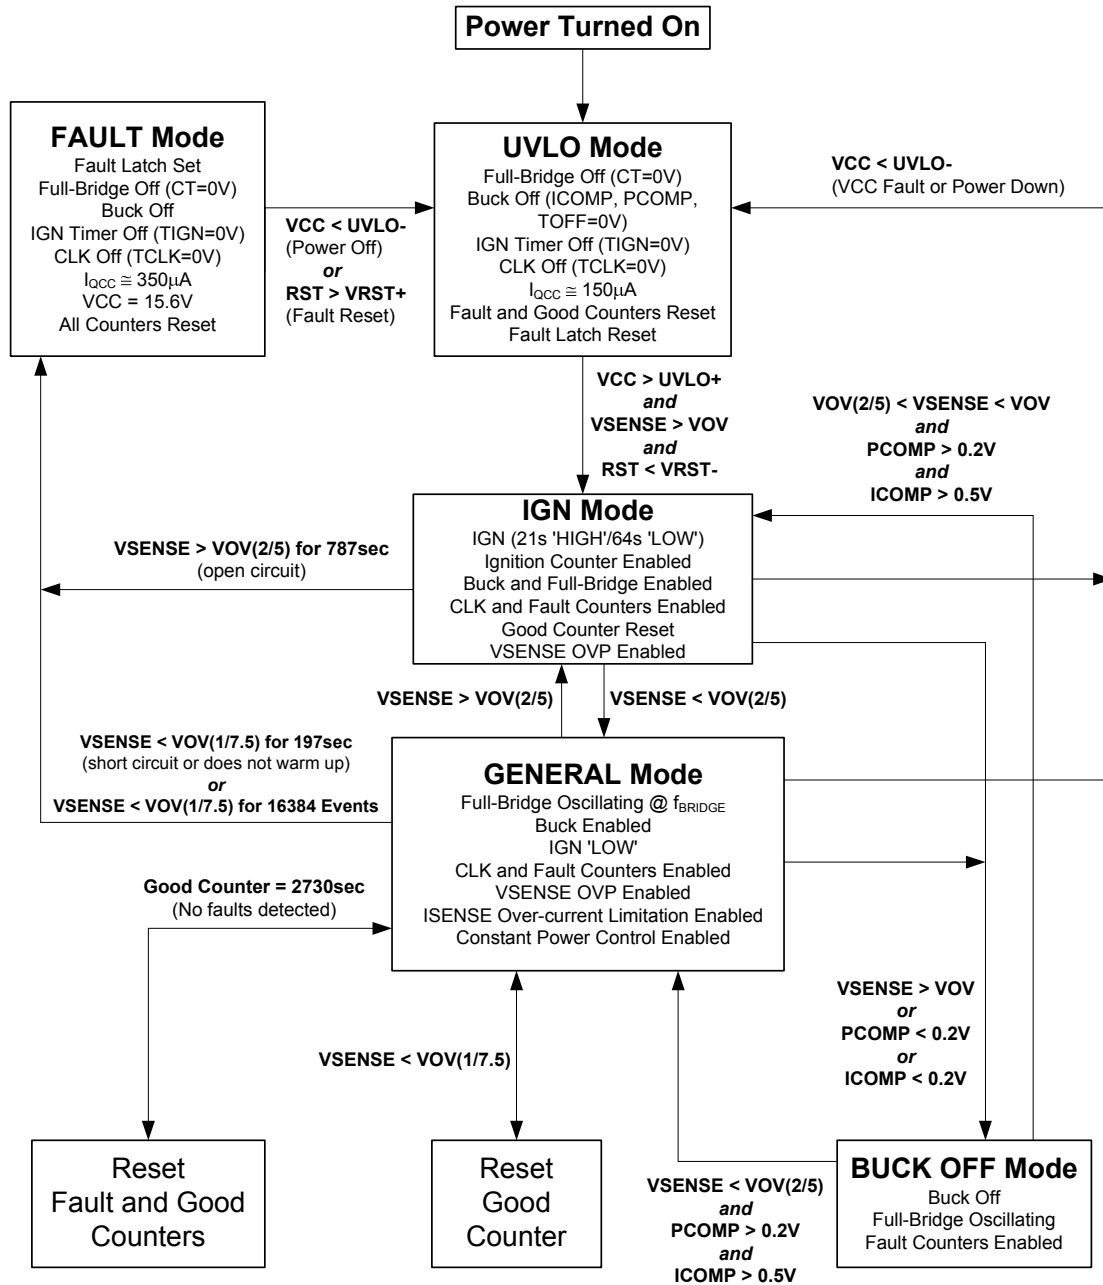 Power Turned On
FAULT Mode
Fault Latch Set
Full-Bridge Off (CT=0V)
Buck Off
IGN Timer Off (TIGN=0V)
CLK Off (TCLK=0V)
IQCC ≅ 350μA
VCC = 15.6V
All Counters Reset
VCC < UVLO-
(Power Off)
or
RST > VRST+
(Fault Reset)
UVLO Mode
Full-Bridge Off (CT=0V)
Buck Off (ICOMP, PCOMP,
TOFF=0V)
IGN Timer Off (TIGN=0V)
CLK Off (TCLK=0V)
IQCC ≅ 150μA
Fault and Good Counters Reset
Fault Latch Reset
VCC < UVLO-
(VCC Fault or Power Down)
VCC > UVLO+
and
VSENSE > VOV
and
RST < VRST-
VOV(2/5) < VSENSE < VOV
and
PCOMP > 0.2V
and
ICOMP > 0.5V
IGN Mode
IGN (21s 'HIGH'/64s 'LOW')
Ignition Counter Enabled
Buck and Full-Bridge Enabled
CLK and Fault Counters Enabled
Good Counter Reset
VSENSE OVP Enabled
VSENSE > VOV(2/5) for 787sec
(open circuit)
VSENSE > VOV(2/5)
VSENSE < VOV(2/5)
VSENSE < VOV(1/7.5) for 197sec
(short circuit or does not warm up)
or
VSENSE < VOV(1/7.5) for 16384 Events
GENERAL Mode
Full-Bridge Oscillating @ fBRIDGE
Buck Enabled
IGN 'LOW'
CLK and Fault Counters Enabled
VSENSE OVP Enabled
ISENSE Over-current Limitation Enabled
Constant Power Control Enabled
Good Counter = 2730sec
(No faults detected)
VSENSE < VOV(1/7.5)
VSENSE > VOV
or
PCOMP < 0.2V
or
ICOMP < 0.2V
Reset
Fault and Good
Counters
Reset
Good
Counter
VSENSE < VOV(2/5)
and
PCOMP > 0.2V
and
ICOMP > 0.5V
BUCK OFF Mode
Buck Off
Full-Bridge Oscillating
Fault Counters Enabled